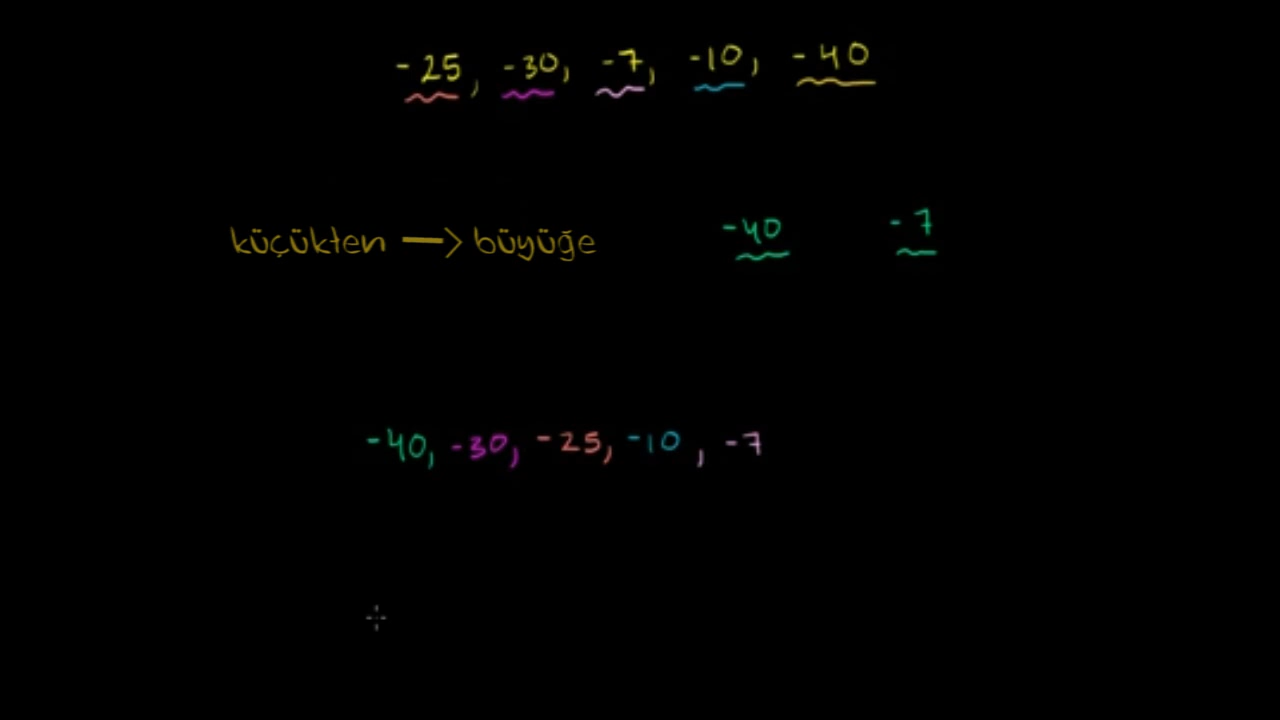 -25, -30, -7, -10, -40
küçükten —> büyüğe -40 -7
-40, -30, -25, -10, -7